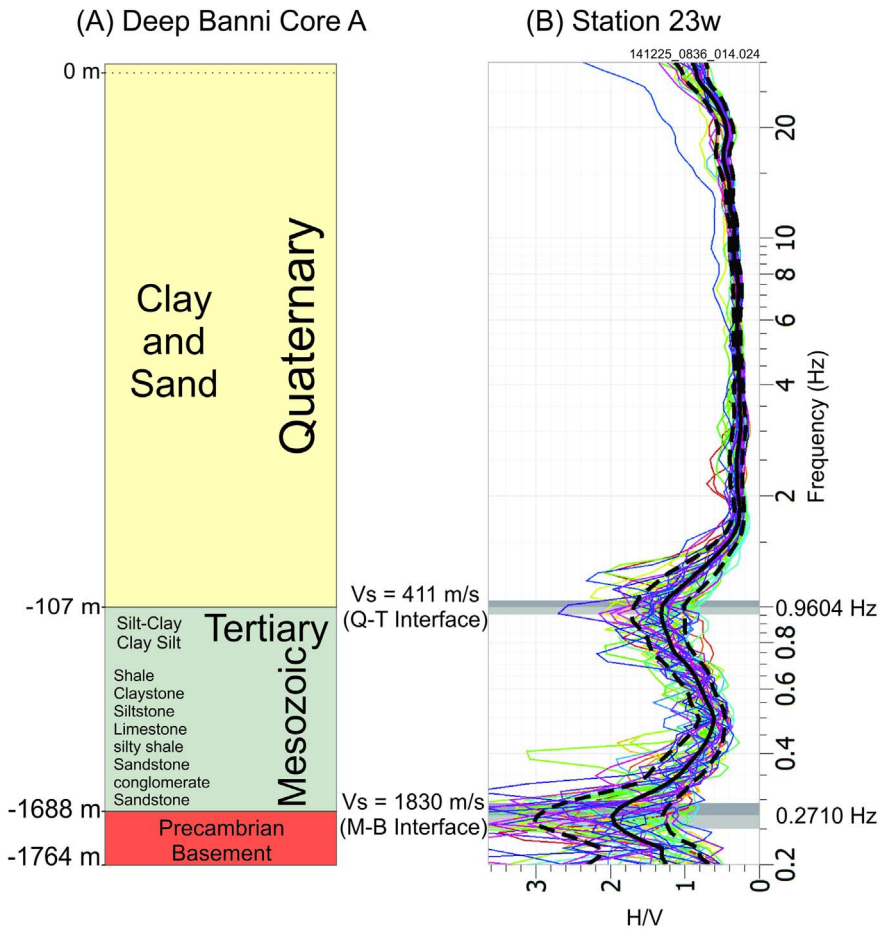 (A) Deep Banni Core A
(B) Station 23w
141225_0836_014.024
0 m
Clay
and
Sand
Quaternary
-107 m
Silt-Clay
Clay Silt
Tertiary
Mesozoic
Shale
Claystone
Siltstone
Limestone
silty shale
Sandstone
conglomerate
Sandstone
-1688 m
Precambrian
Basement
-1764 m
Vs = 411 m/s
(Q-T Interface)
Vs = 1830 m/s
(M-B Interface)
20
10
8
6
4
2
0.9604 Hz
0.8
0.6
0.4
0.2710 Hz
0.2
Frequency (Hz)
3
2
1
0
H/V